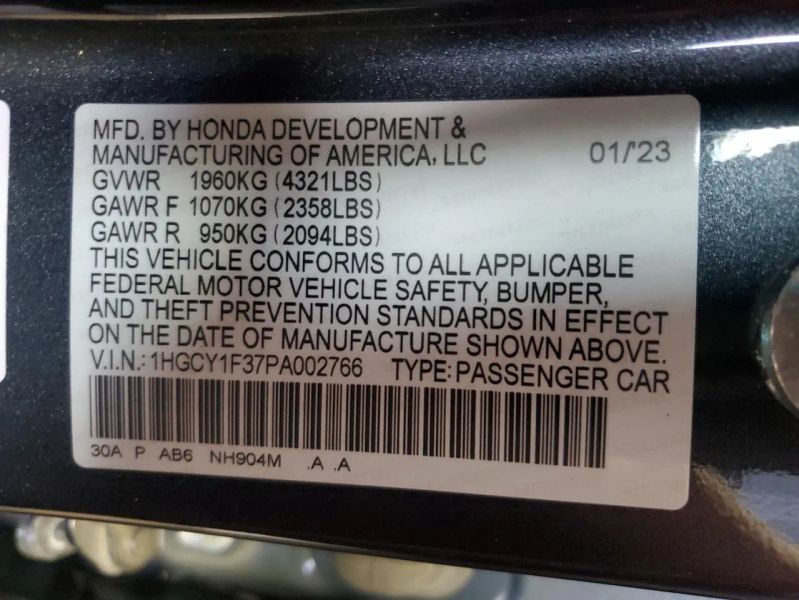 MFD. BY HONDA DEVELOPMENT &
MANUFACTURING OF AMERICA, LLC 01/'23
GVWR 1960KG (4321LBS)
GAWR F 1070KG (2358LBS)
GAWR R 950KG (2094LBS)
THIS VEHICLE CONFORMS TO ALL APPLICABLE
FEDERAL MOTOR VEHICLE SAFETY, BUMPER,
AND THEFT PREVENTION STANDARDS IN EFFECT
ON THE DATE OF MANUFACTURE SHOWN ABOVE.
V.I.N.: 1HGCY1F37PA002766 TYPE: PASSENGER CAR
30A P AB6 NH904M .A .A